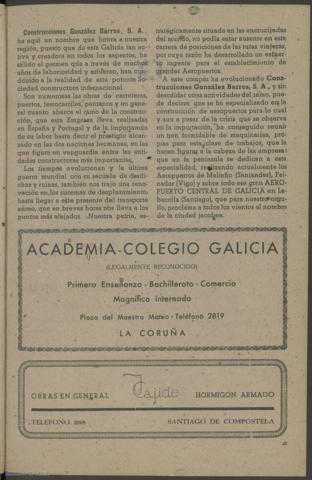 Construcciones González Barros, S. A.,
he aquí un nombre que honra a nuestra
región, puesto que de esta Galicia tan ac-
tiva y creadora en todos los aspectos, ha
salido el germen que a través de muchos
años de laboriosidad y esfuerzo, han con-
ducido a la realidad de esta potente So-
ciedad constructora internacional.
Son numerosas las obras de carreteras,
puertos, ferrocarriles, pantanos y en gene-
ral cuanto abarca el ramo de la construc-
ción, que esta Empresa lleva realizadas
en España y Portugal y de la importancia
de su labor basta decir el prestigio alcan-
zado en las dos naciones hermanas, en las
que figura en vanguardia entre las enti-
dades constructoras más importantes.
Los tiempos evolucionan y la última
guerra mundial con su secuela de desti-
chas y ruinas, también nos trajo una reno-
vación en los sistemas de desplazamiento,
hasta llegar a este presente del transporte
aéreo, que en breves horas nos lleva a los
puntos más alejados. Nuestra patria, es-
tratégicamente situada en las encrucijadas
del mundo, no podía estar ausente en esta
carrera de posiciones de las rutas viajeras,
por cuya razón ha desarrollado un esfuer-
zo ingente para el establecimiento de
grandes Aeropuertos.
A este compás ha evolucionado Cons-
trucciones González Barros, S. A., y sin
descuidar otras actividades del ramo, pue-
de decirse que se ha especializado en la
construcción de aeropuertos para lo cual
y aun a pesar de la crisis que se observa
en la importación, ha conseguido reunir
un tren formidable de maquinarias, pro-
pias para esta clase de trabajos, que la
hacen figurar a la cabeza de las empresas
que en la península se dedican a esta
especialidad, realizando actualmente los
Aeropuertos de Maliaño (Santander), Pei-
nador (Vigo) y sobre todo ese gran AERO-
PUERTO CENTRAL DE GALICIA en La-
bacolla (Santiago), que para nuestro orgu-
llo, proclama a todos los vientos el nombre
de la ciudad jacobea.
ACADEMIA-COLEGIO GALICIA
(LEGALMENTE RECONOCIDO)
Primera Enseñanza - Bachillerato - Comercio
Magnífico Internado
Plaza del Maestro Mateo - Teléfono 2819
LA CORUÑA
OBRAS EN GENERAL Tajide HORMIGON ARMADO
TELEFONO, SANTIAGO DE COMPOSTELA